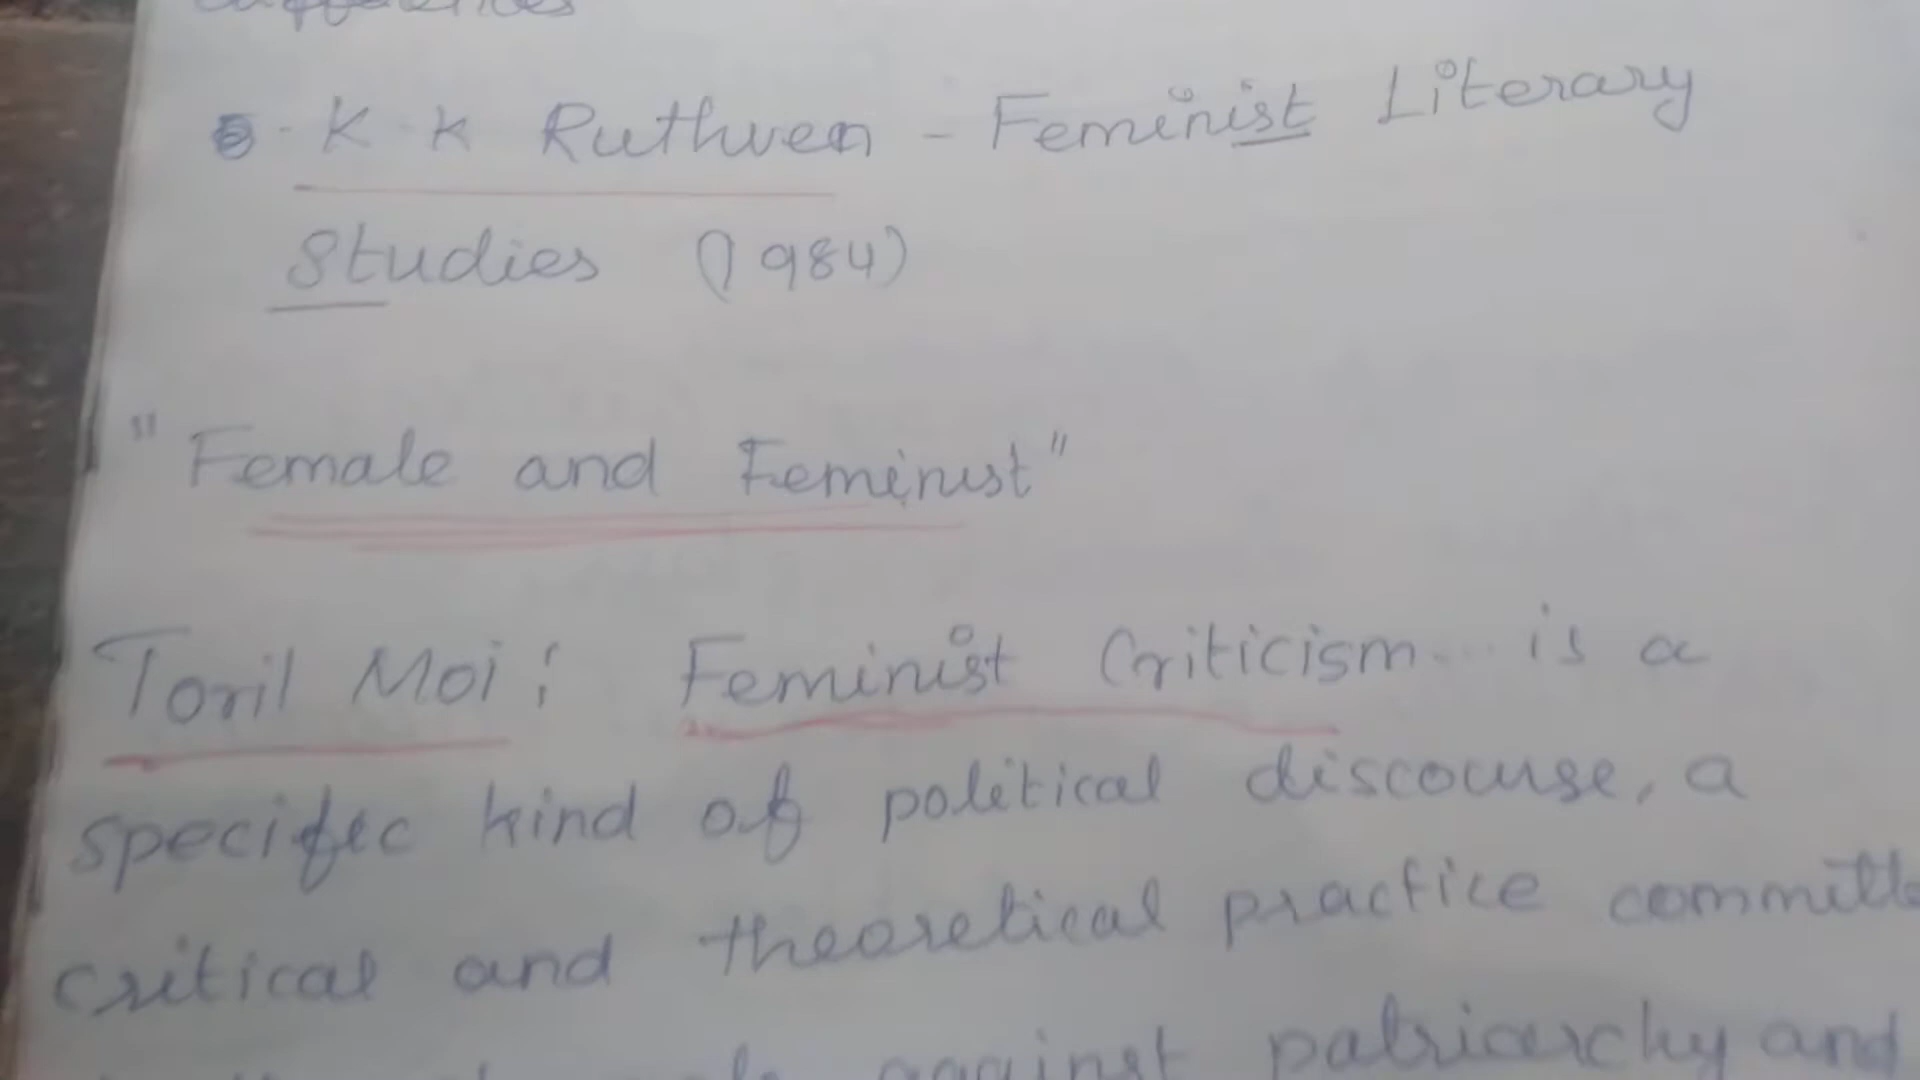 K K Ruthven - Feminist Literary
Studies (1984)
"Female and Feminist"
Toril Moi: Feminist Criticism... is a
specific kind of political discourse, a
critical and theoretical practice
against patriarchy and